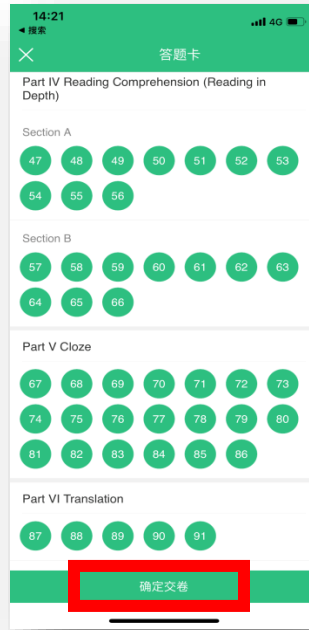 14:21
4G
◀ 搜索
答题卡
Part IV Reading Comprehension (Reading in
Depth)
Section A
47 48 49 50 51 52 53
54 55 56
Section B
57 58 59 60 61 62 63
64 65 66
Part V Cloze
67 68 69 70 71 72 73
74 75 76 77 78 79 80
81 82 83 84 85 86
Part VI Translation
87 88 89 90 91
确定交卷